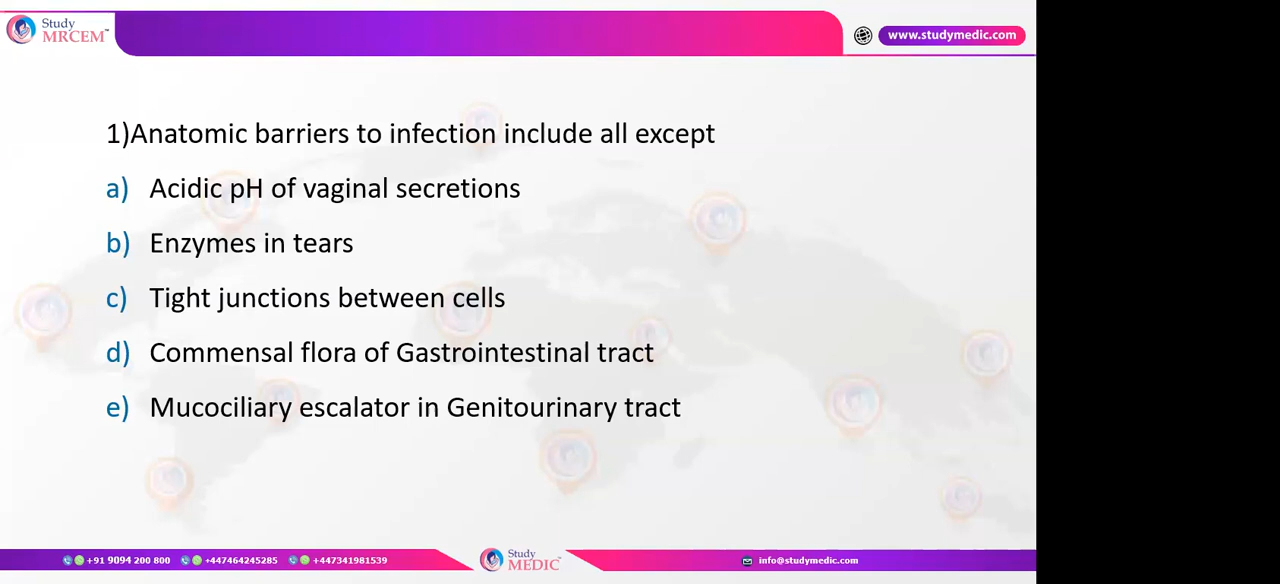 Study
MRCEM™
www.studymedic.com
1)Anatomic barriers to infection include all except
a) Acidic pH of vaginal secretions
b) Enzymes in tears
c) Tight junctions between cells
d) Commensal flora of Gastrointestinal tract
e) Mucociliary escalator in Genitourinary tract
+91 9094 200 800 +447464245285 +447341981539
Study
MEDIC™
info@studymedic.com